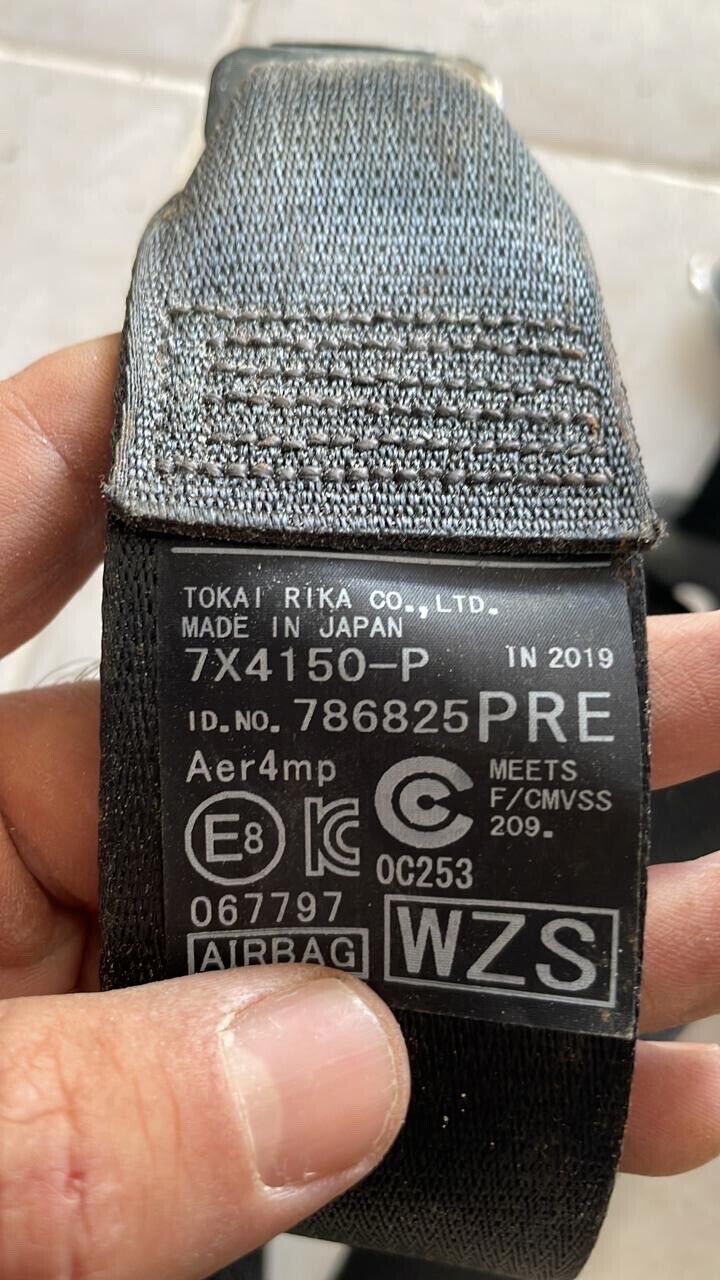 TOKAI RIKA CO.,LTD.
MADE IN JAPAN
7X4150-P IN 2019
ID.NO. 786825 PRE
Aer4mp
MEETS
F/CMVSS
209.
E8 KC C
0C253
067797
AIRBAG
WZS